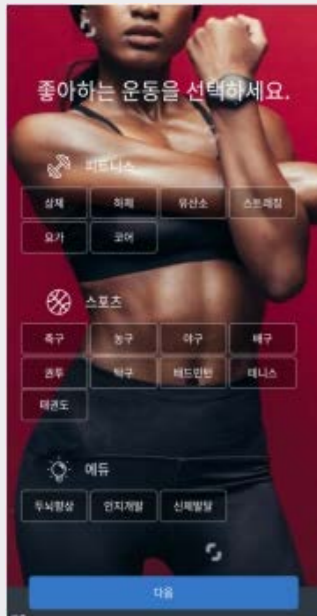 좋아하는 운동을 선택하세요.
피트니스
상체 하체 유산소 스트레칭
요가 코어
스포츠
축구 농구 야구 배구
권투 탁구 배드민턴 테니스
태권도
에듀
두뇌향상 인지개발 신체발달
다음